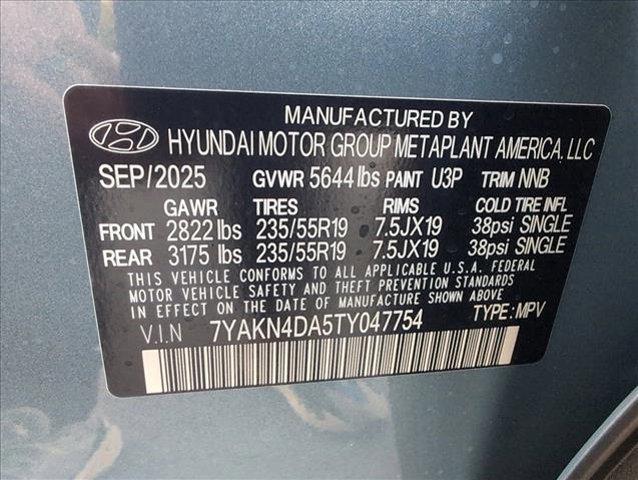 MANUFACTURED BY
HYUNDAI MOTOR GROUP METAPLANT AMERICA, LLC
SEP/2025 GVWR 5644 lbs PAINT U3P TRIM NNB
GAWR TIRES RIMS COLD TIRE INFL
FRONT 2822 lbs 235/55R19 7.5JX19 38psi SINGLE
REAR 3175 lbs 235/55R19 7.5JX19 38psi SINGLE
THIS VEHICLE CONFORMS TO ALL APPLICABLE U.S.A. FEDERAL
MOTOR VEHICLE SAFETY AND THEFT PREVENTION STANDARDS
IN EFFECT ON THE DATE OF MANUFACTURE SHOWN ABOVE.
V.I.N 7YAKN4DA5TY047754 TYPE: MPV